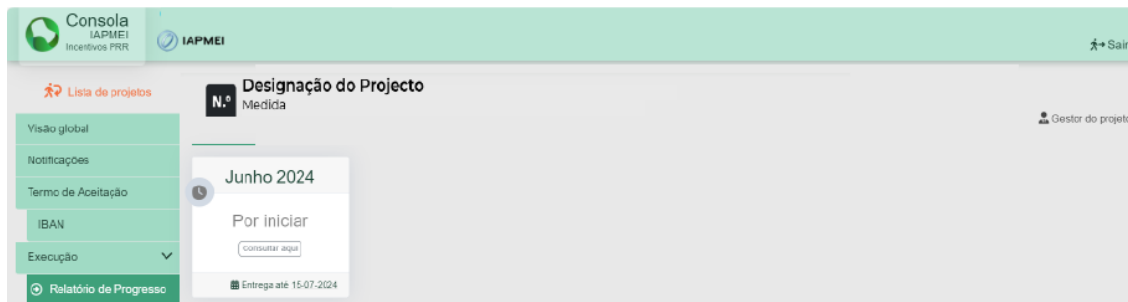 Consola
IAPMEI
Incentivos PRR
IAPMEI
Sair
Lista de projetos
N.º
Designação do Projecto
Medida
Gestor do projeto
Visão global
Notificações
Termo de Aceitação
IBAN
Execução
Relatório de Progresso
Junho 2024
Por iniciar
consultar aqui
Entrega até 15-07-2024